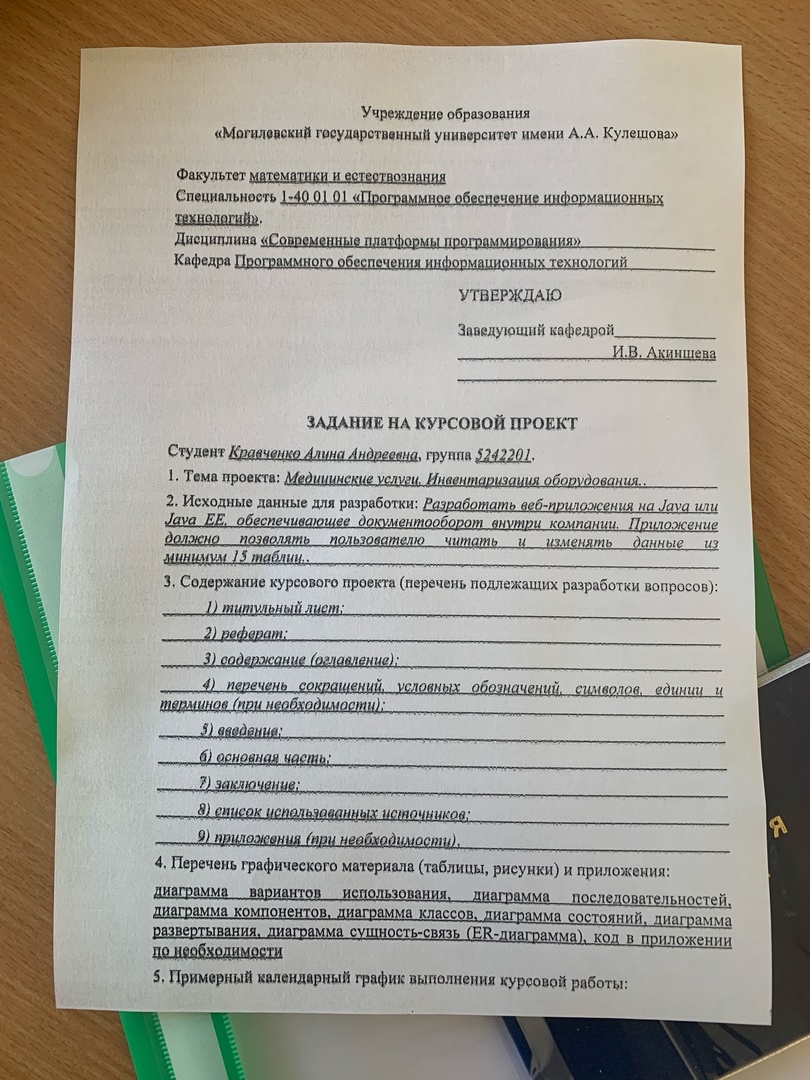 Учреждение образования
«Могилевский государственный университет имени А.А. Кулешова»
Факультет математики и естествознания
Специальность 1-40 01 01 «Программное обеспечение информационных
технологий».
Дисциплина «Современные платформы программирования»
Кафедра Программного обеспечения информационных технологий
УТВЕРЖДАЮ
Заведующий кафедрой
И.В. Акиншева
ЗАДАНИЕ НА КУРСОВОЙ ПРОЕКТ
Студент Кравченко Алина Андреевна, группа 5242201.
1. Тема проекта: Медицинские услуги. Инвентаризация оборудования..
2. Исходные данные для разработки: Разработать веб-приложения на Java или
Java EE, обеспечивающее документооборот внутри компании. Приложение
должно позволять пользователю читать и изменять данные из
минимум 15 таблиц..
3. Содержание курсового проекта (перечень подлежащих разработки вопросов):
1) титульный лист;
2) реферат;
3) содержание (оглавление);
4) перечень сокращений, условных обозначений, символов, единии и
терминов (при необходимости);
5) введение;
6) основная часть;
7) заключение;
8) список использованных источников;
9) приложения (при необходимости).
4. Перечень графического материала (таблицы, рисунки) и приложения:
диаграмма вариантов использования, диаграмма последовательностей,
диаграмма компонентов, диаграмма классов, диаграмма состояний, диаграмма
развертывания, диаграмма сущность-связь (ER-диаграмма), код в приложении
по необходимости
5. Примерный календарный график выполнения курсовой работы:
Я